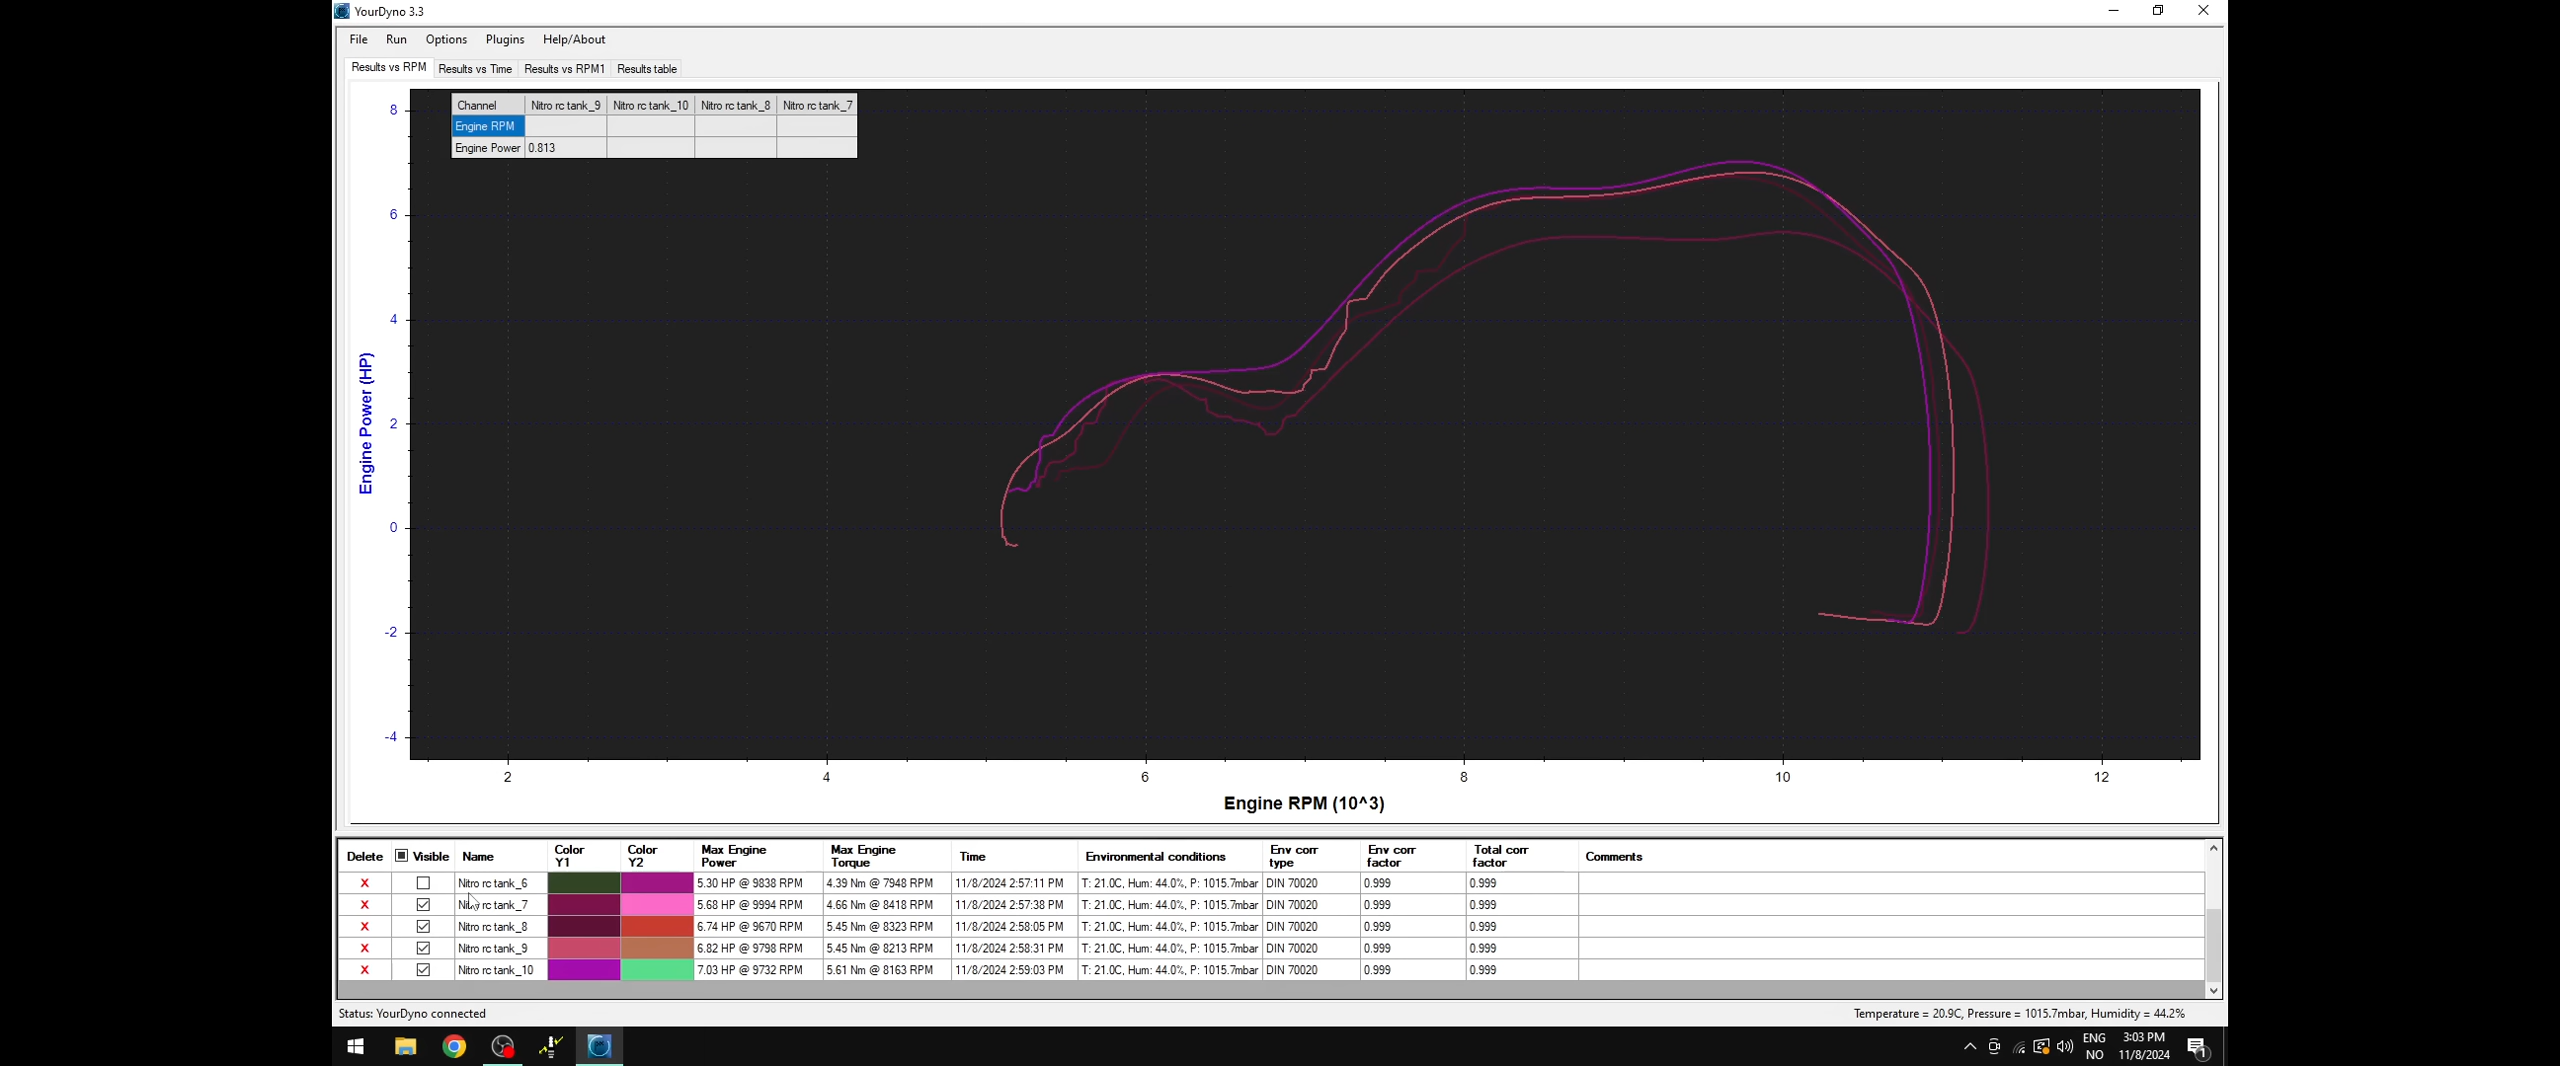 YourDyno 3.3
File Run Options Plugins Help/About
Results vs RPM Results vs Time Results vs RPM1 Results table
Channel Nitro rc tank_9 Nitro rc tank_10 Nitro rc tank_8 Nitro rc tank_7
Engine RPM
Engine Power 0.813
8
6
4
2
0
-2
-4
Engine Power (HP)
2 4 6 8 10 12
Engine RPM (10^3)
Delete Visible Name Color Y1 Color Y2 Max Engine Power Max Engine Torque Time Environmental conditions Env corr type Env corr factor Total corr factor Comments
X Nitro rc tank_6 5.30 HP @ 9838 RPM 4.39 Nm @ 7948 RPM 11/8/2024 2:57:11 PM T: 21.0C, Hum: 44.0%, P: 1015.7mbar DIN 70020 0.999 0.999
X Nitro rc tank_7 5.68 HP @ 9994 RPM 4.66 Nm @ 8418 RPM 11/8/2024 2:57:38 PM T: 21.0C, Hum: 44.0%, P: 1015.7mbar DIN 70020 0.999 0.999
X Nitro rc tank_8 6.74 HP @ 9670 RPM 5.45 Nm @ 8323 RPM 11/8/2024 2:58:05 PM T: 21.0C, Hum: 44.0%, P: 1015.7mbar DIN 70020 0.999 0.999
X Nitro rc tank_9 6.82 HP @ 9798 RPM 5.45 Nm @ 8213 RPM 11/8/2024 2:58:31 PM T: 21.0C, Hum: 44.0%, P: 1015.7mbar DIN 70020 0.999 0.999
X Nitro rc tank_10 7.03 HP @ 9732 RPM 5.61 Nm @ 8163 RPM 11/8/2024 2:59:03 PM T: 21.0C, Hum: 44.0%, P: 1015.7mbar DIN 70020 0.999 0.999
Status: YourDyno connected Temperature = 20.9C, Pressure = 1015.7mbar, Humidity = 44.2%
ENG 3:03 PM
NO 11/8/2024 1